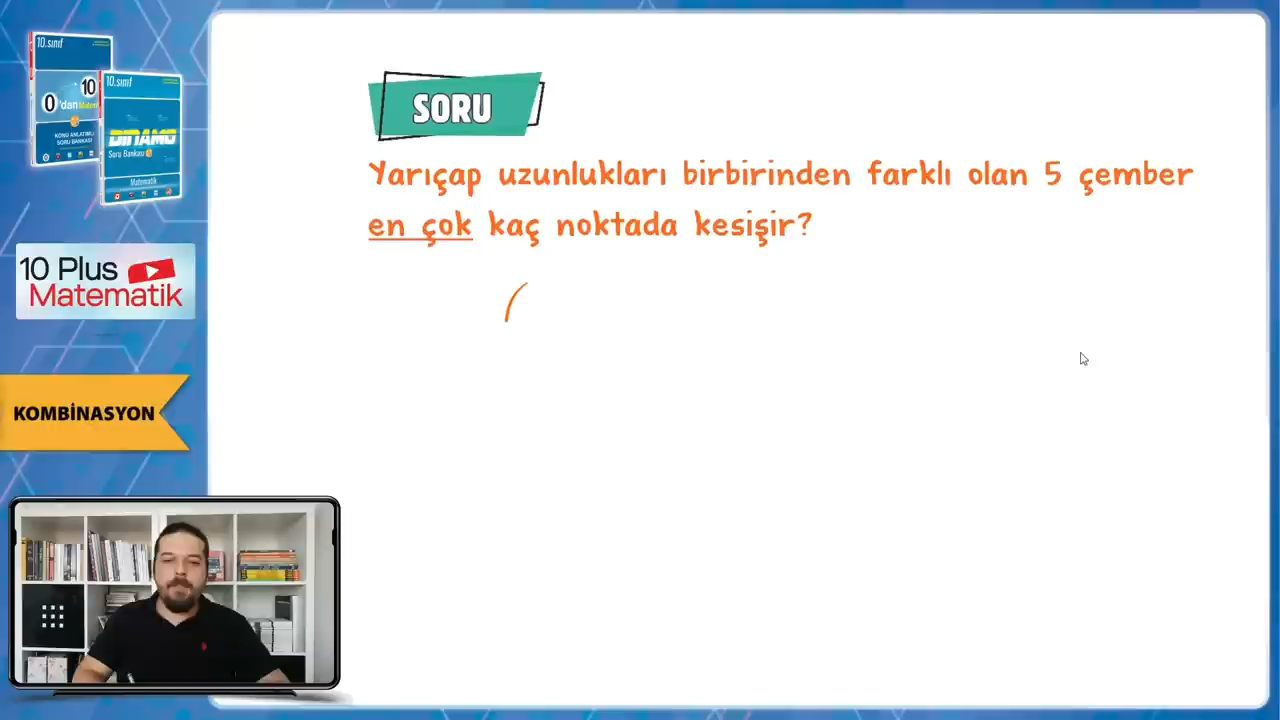 10.sınıf
10
0'dan Matem
KONU ANLATIMLI
SORU BANKASI
10.sınıf
DİNAMO
Soru Bankası
Matematik
SORU
Yarıçap uzunlukları birbirinden farklı olan 5 çember
en çok kaç noktada kesişir?
10 Plus
Matematik
KOMBİNASYON